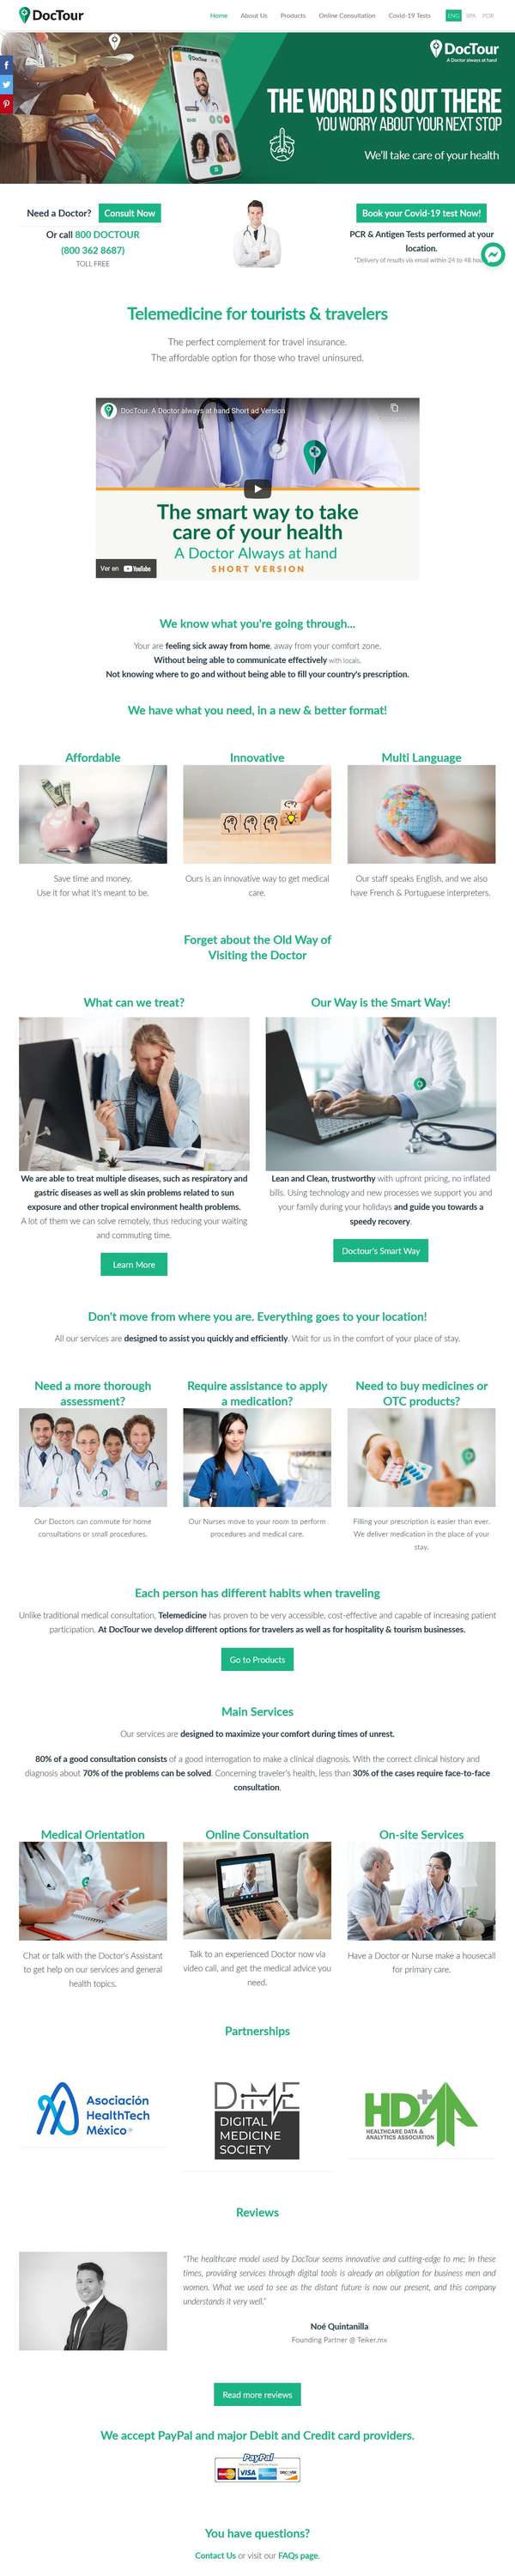 DocTour
Home About Us Products Online Consultation Covid-19 Tests ENG SPA POR
DocTour
A Doctor always at hand
THE WORLD IS OUT THERE
YOU WORRY ABOUT YOUR NEXT STOP
We'll take care of your health
Need a Doctor? Consult Now
Or call 800 DOCTOUR
(800 362 8687)
TOLL FREE
Book your Covid-19 test Now!
PCR & Antigen Tests performed at your
location.
*Delivery of results via email within 24 to 48
Telemedicine for tourists & travelers
The perfect complement for travel insurance.
The affordable option for those who travel uninsured.
DocTour. A Doctor always at hand Short ad Version
The smart way to take
care of your health
A Doctor Always at hand
SHORT VERSION
Ver en YouTube
We know what you're going through...
Your are feeling sick away from home, away from your comfort zone.
Without being able to communicate effectively with locals.
Not knowing where to go and without being able to fill your country's prescription.
We have what you need, in a new & better format!
Affordable
Save time and money.
Use it for what it's meant to be.
Innovative
Ours is an innovative way to get medical
care.
Multi Language
Our staff speaks English, and we also
have French & Portuguese interpreters.
Forget about the Old Way of
Visiting the Doctor
What can we treat?
We are able to treat multiple diseases, such as respiratory and
gastric diseases as well as skin problems related to sun
exposure and other tropical environment health problems.
A lot of them we can solve remotely, thus reducing your waiting
and commuting time.
Learn More
Our Way is the Smart Way!
Lean and Clean, trustworthy with upfront pricing, no inflated
bills. Using technology and new processes we support you and
your family during your holidays and guide you towards a
speedy recovery.
Doctour's Smart Way
Don't move from where you are. Everything goes to your location!
All our services are designed to assist you quickly and efficiently. Wait for us in the comfort of your place of stay.
Need a more thorough
assessment?
Our Doctors can commute for home
consultations or small procedures.
Require assistance to apply
a medication?
Our Nurses move to your room to perform
procedures and medical care.
Need to buy medicines or
OTC products?
Filling your prescription is easier than ever.
We deliver medication in the place of your
stay.
Each person has different habits when traveling
Unlike traditional medical consultation, Telemedicine has proven to be very accessible, cost-effective and capable of increasing patient
participation. At DocTour we develop different options for travelers as well as for hospitality & tourism businesses.
Go to Products
Main Services
Our services are designed to maximize your comfort during times of unrest.
80% of a good consultation consists of a good interrogation to make a clinical diagnosis. With the correct clinical history and
diagnosis about 70% of the problems can be solved. Concerning traveler's health, less than 30% of the cases require face-to-face
consultation.
Medical Orientation
Chat or talk with the Doctor's Assistant
to get help on our services and general
health topics.
Online Consultation
Talk to an experienced Doctor now via
video call, and get the medical advice you
need.
On-site Services
Have a Doctor or Nurse make a housecall
for primary care.
Partnerships
Asociación
HealthTech
México
DiME
DIGITAL
MEDICINE
SOCIETY
HDA
HEALTHCARE DATA &
ANALYTICS ASSOCIATION
Reviews
"The healthcare model used by DocTour seems innovative and cutting-edge to me; in these
times, providing services through digital tools is already an obligation for business men and
women. What we used to see as the distant future is now our present, and this company
understands it very well."
Noé Quintanilla
Founding Partner @ Teiker.mx
Read more reviews
We accept PayPal and major Debit and Credit card providers.
PayPal
VISA
You have questions?
Contact Us or visit our FAQs page.